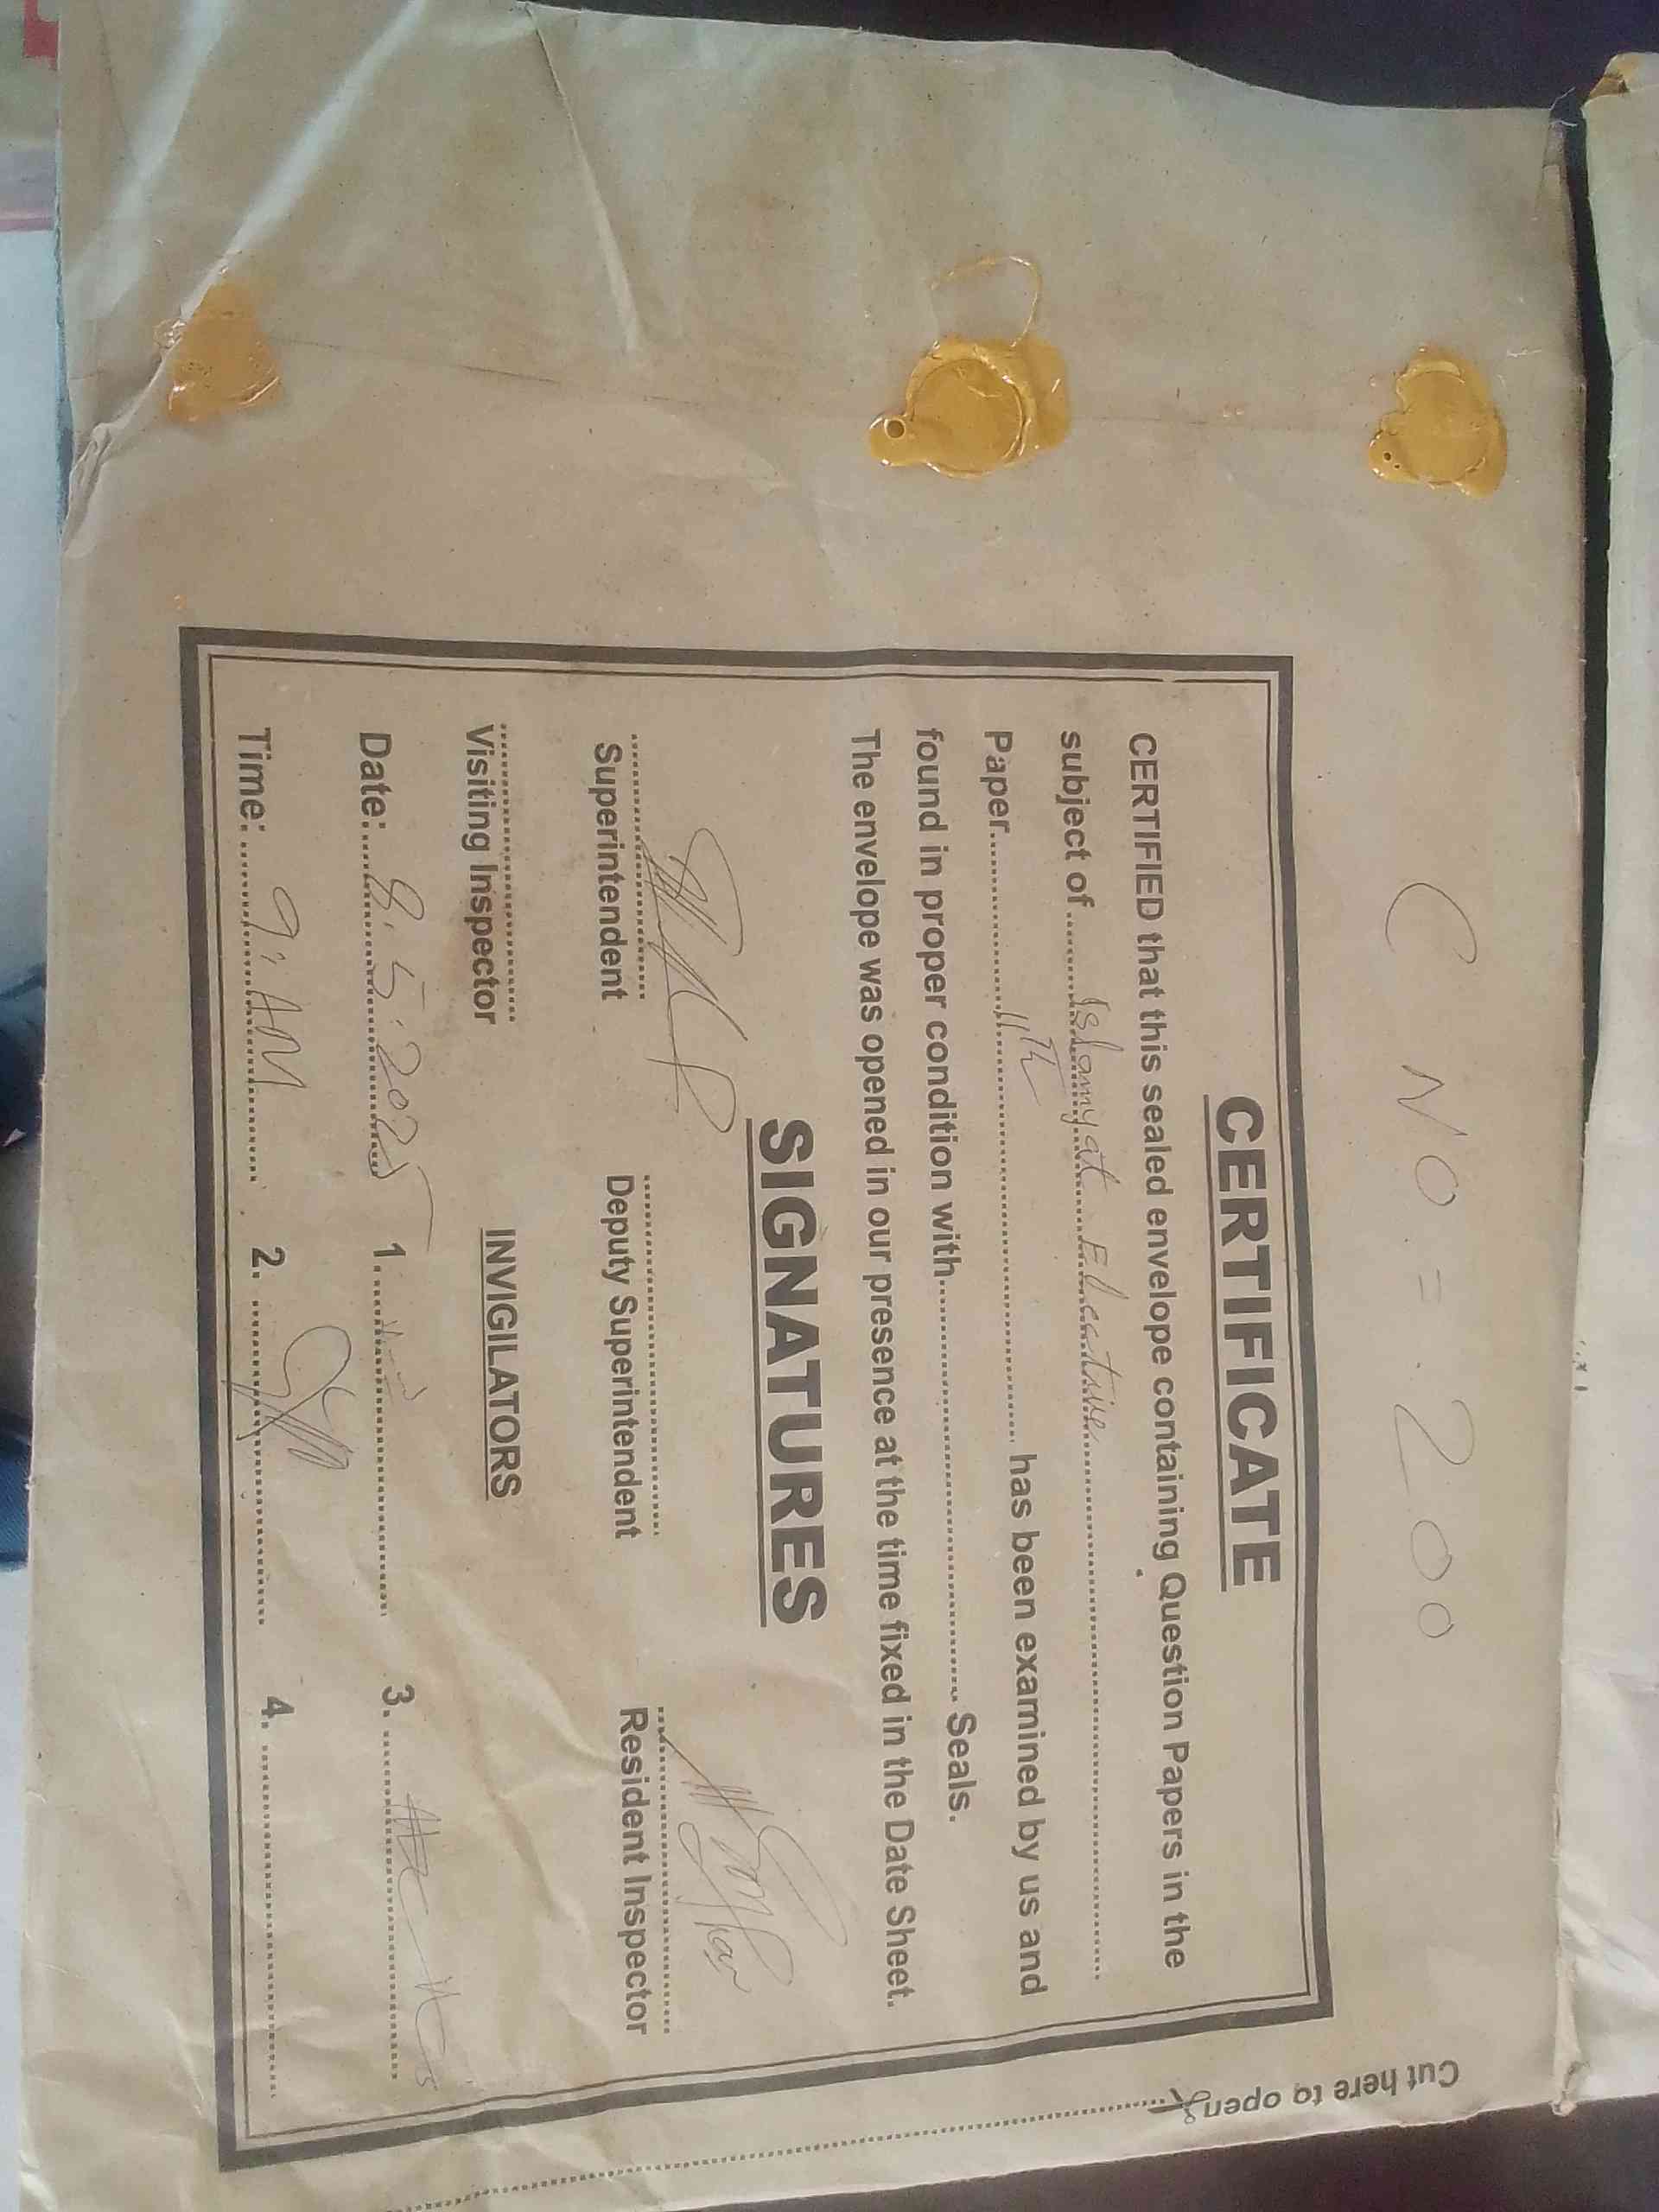 C NO = 200
CERTIFICATE
CERTIFIED that this sealed envelope containing Question Papers in the
subject of........Islamyat Elective........
Paper........11th........ has been examined by us and
found in proper condition with........ Seals.
The envelope was opened in our presence at the time fixed in the Date Sheet.
SIGNATURES
Superintendent Deputy Superintendent Resident Inspector
Visiting Inspector INVIGILATORS
Date:....8.5.2025 1......... 3.........
Time:....9:AM 2......... 4.........
Cut here to open